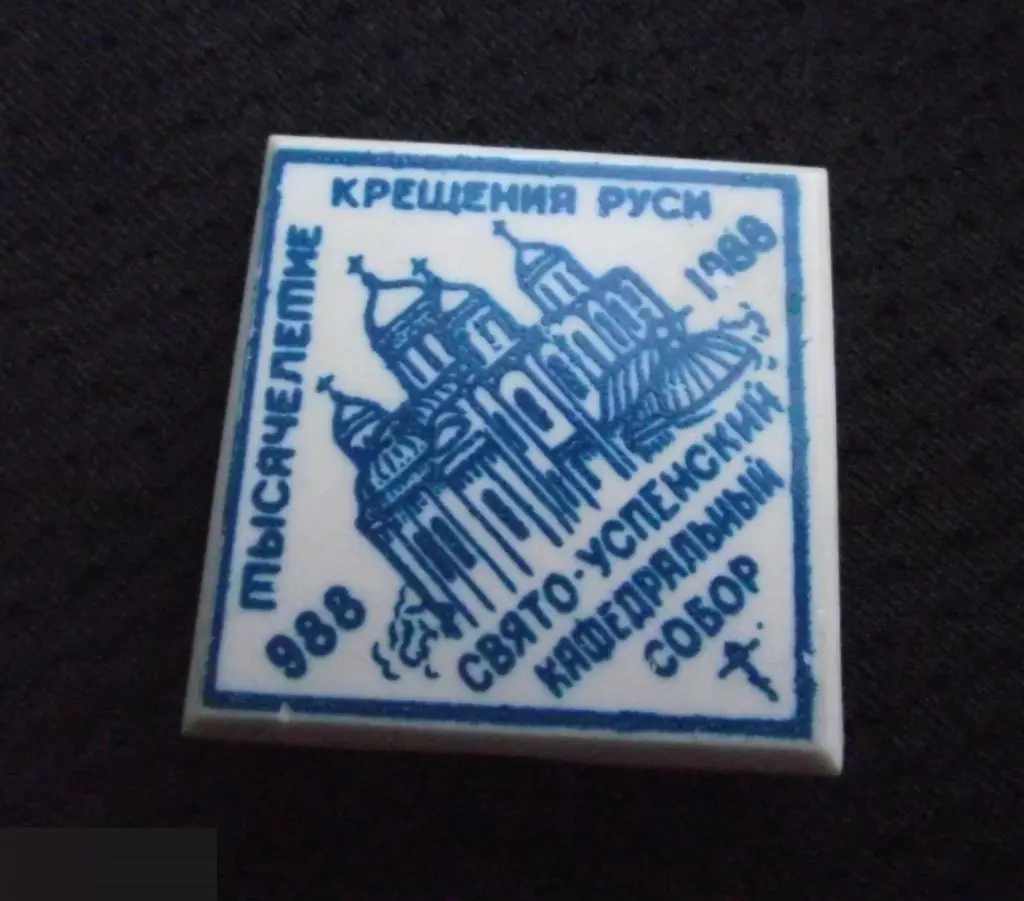 ТЫСЯЧЕЛЕТИЕ
КРЕЩЕНИЯ РУСИ
988
1988
СВЯТО-УСПЕНСКИЙ
КАФЕДРАЛЬНЫЙ
СОБОР